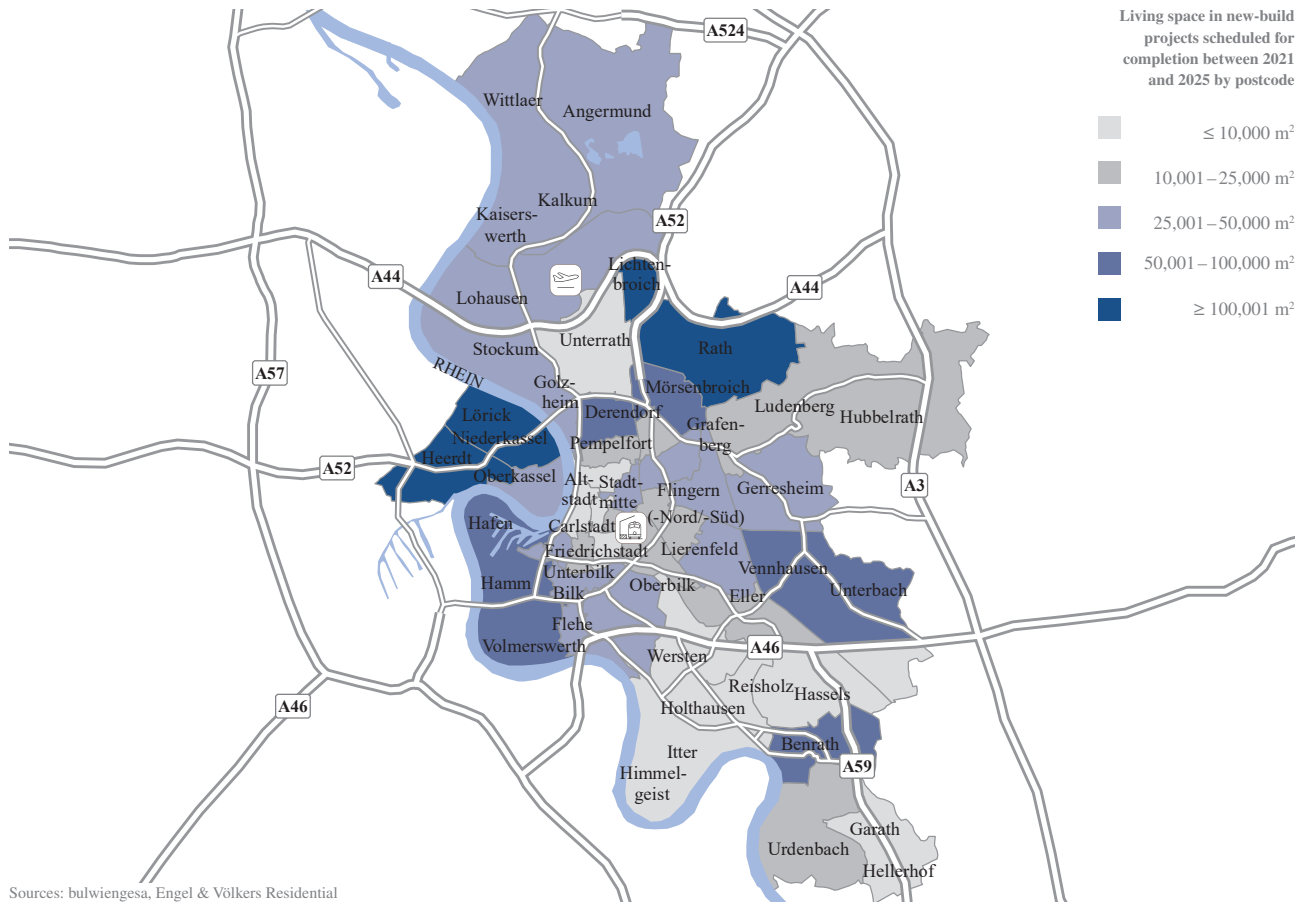 Living space in new-build
projects scheduled for
completion between 2021
and 2025 by postcode
≤ 10,000 m²
10,001–25,000 m²
25,001–50,000 m²
50,001–100,000 m²
≥ 100,001 m²
A524
Wittlaer
Angermund
Kalkum
Kaisers-
werth
A52
A44
Lichten-
broich
A44
Lohausen
Unterrath
Stockum
Rath
RHEIN
A57
Golz-
heim
Mörsenbroich
Lörick
Derendorf
Ludenberg
Hubbelrath
Niederkassel
Grafen-
berg
Pempelfort
Heerdt
A52
Oberkassel
Alt-
stadt
Stadt-
mitte
Flingern
(-Nord/-Süd)
Gerresheim
A3
Hafen
Carlstadt
Friedrichstadt
Lierenfeld
Vennhausen
Unterbilk
Hamm
Bilk
Oberbilk
Eller
Unterbach
Flehe
Volmerswerth
Wersten
A46
Reisholz
Hassels
A46
Holthausen
Benrath
Itter
A59
Himmel-
geist
Garath
Urdenbach
Hellerhof
Sources: bulwiengesa, Engel & Völkers Residential